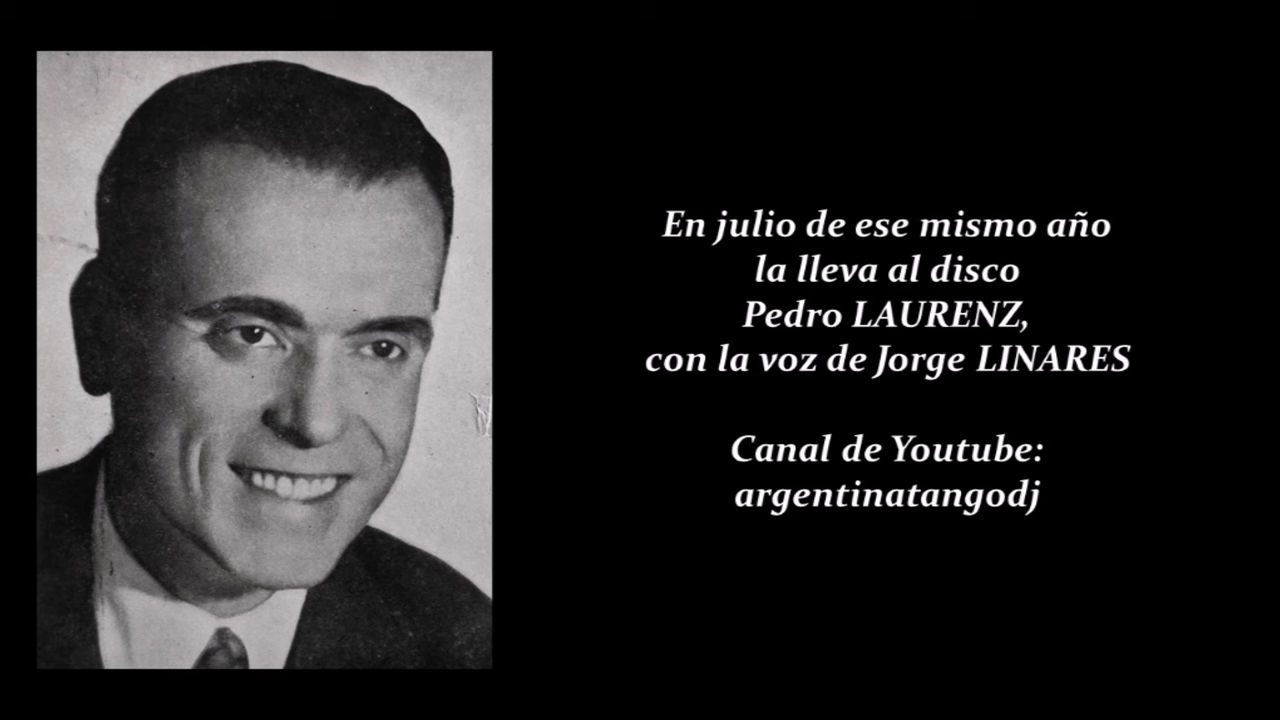 En julio de ese mismo año
la lleva al disco
Pedro LAURENZ,
con la voz de Jorge LINARES
Canal de Youtube:
argentinatangodj